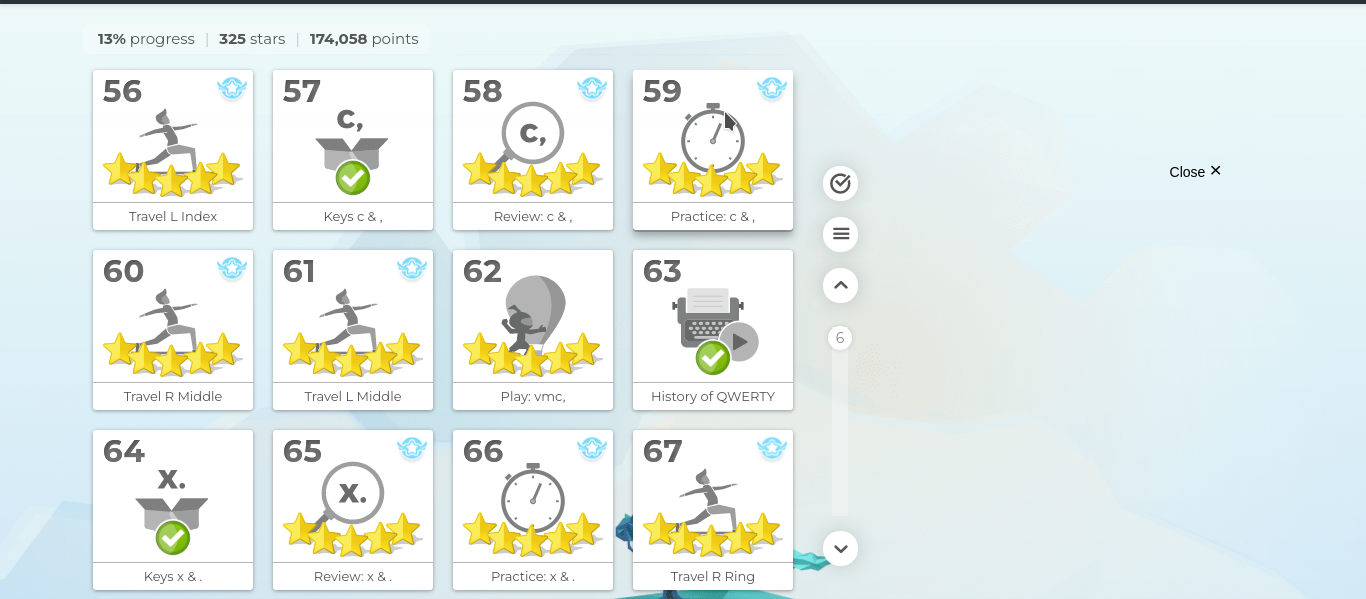 13% progress | 325 stars | 174,058 points
56
57
58
59
C,
C,
Travel L Index
Keys c & ,
Review: c & ,
Practice: c & ,
Close ×
60
61
62
63
Travel R Middle
Travel L Middle
Play: vmc,
History of QWERTY
6
64
65
66
67
X.
X.
Keys x & .
Review: x & .
Practice: x & .
Travel R Ring